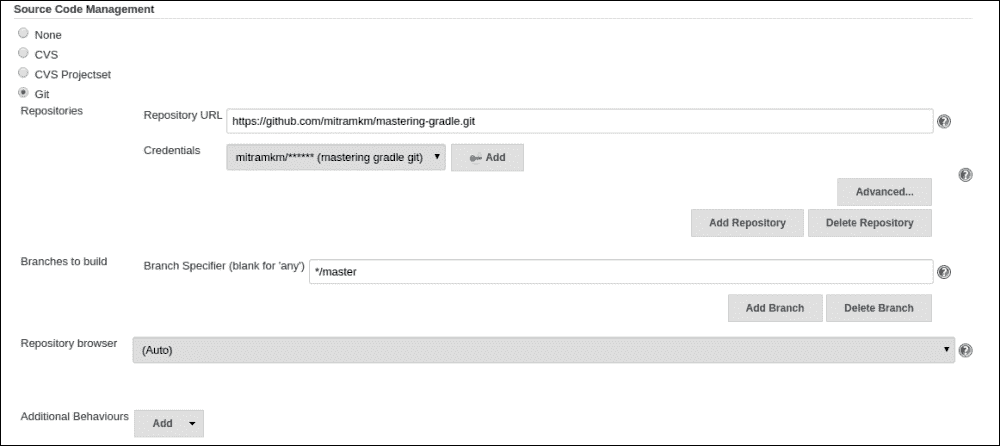 Source Code Management
None
CVS
CVS Projectset
Git
Repositories
Repository URL https://github.com/mitramkm/mastering-gradle.git
Credentials mitramkm/****** (mastering gradle git) Add
Advanced...
Add Repository Delete Repository
Branches to build Branch Specifier (blank for 'any') */master
Add Branch Delete Branch
Repository browser (Auto)
Additional Behaviours Add